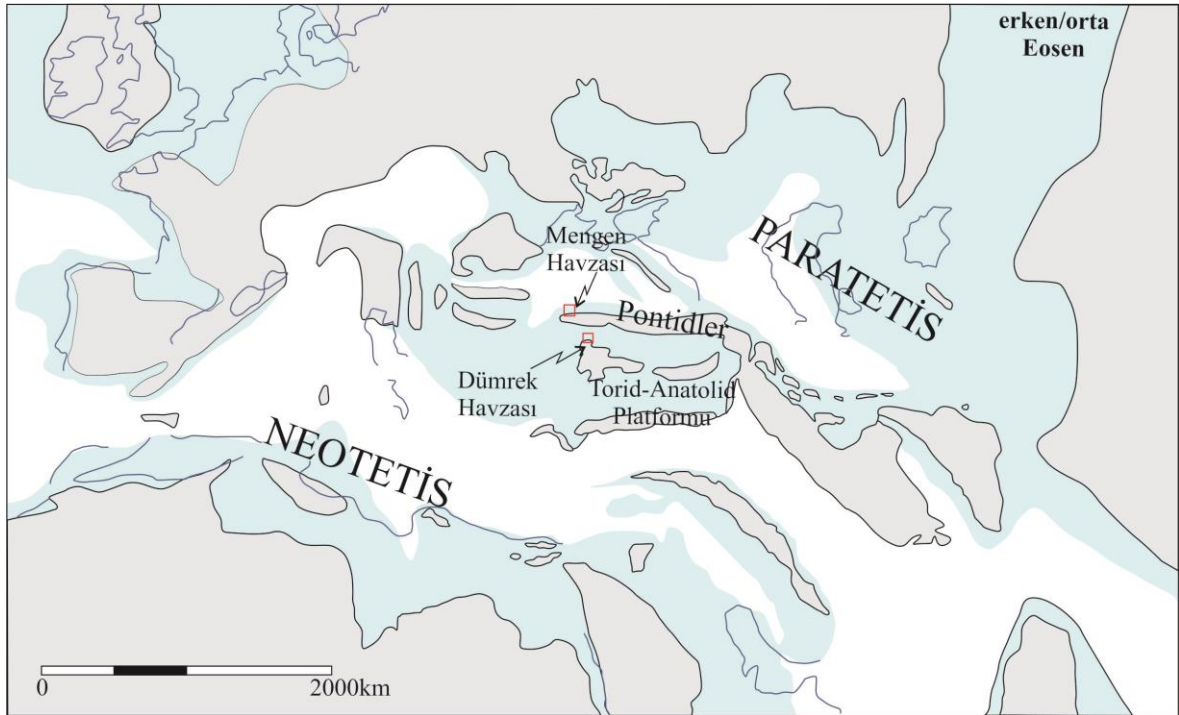 erken/orta
Eosen
Mengen
Havzası
PARATETİS
Pontidler
Dümrek
Havzası
Torid-Anatolid
Platformu
NEOTETİS
0
2000km